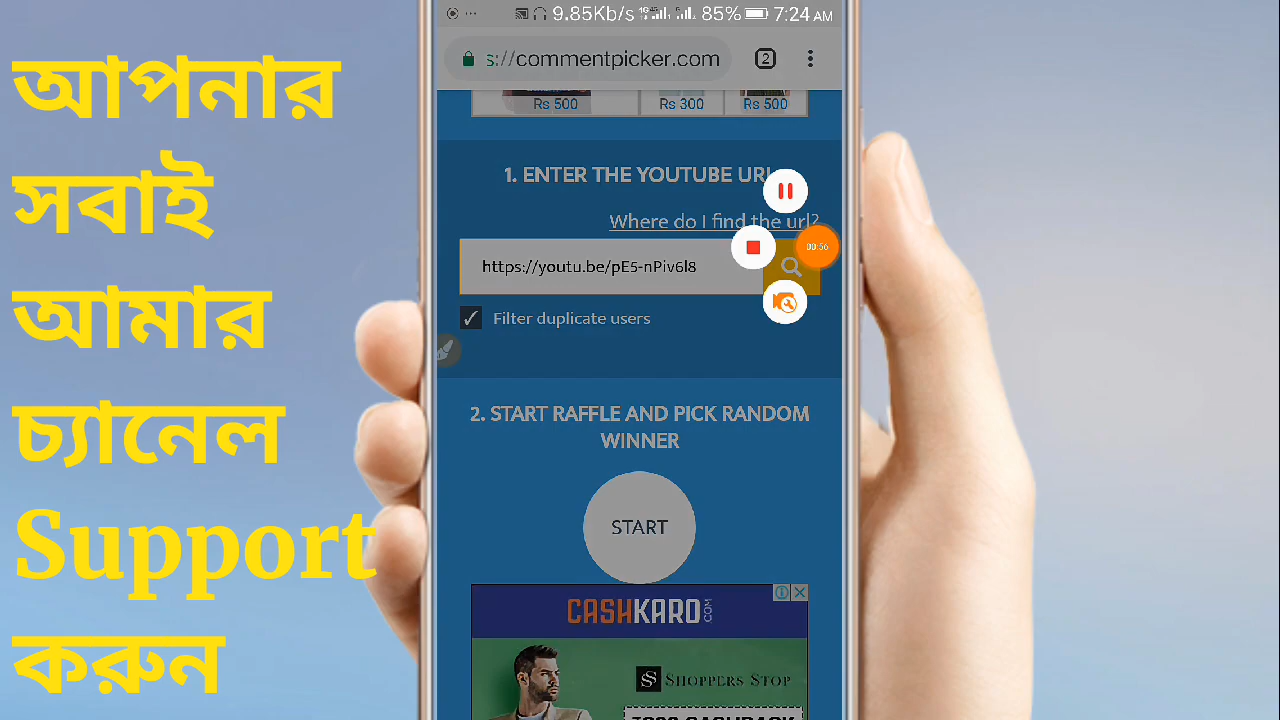 আপনার
সবাই
আমার
চ্যানেল
Support
করুন
9.85Kb/s 85% 7:24 AM
s://commentpicker.com 2
Rs 500 Rs 300 Rs 500
1. ENTER THE YOUTUBE URL
Where do I find the url?
00:56
https://youtu.be/pE5-nPiv6l8
Filter duplicate users
2. START RAFFLE AND PICK RANDOM
WINNER
START
CASHKARO.COM
S SHOPPERS STOP